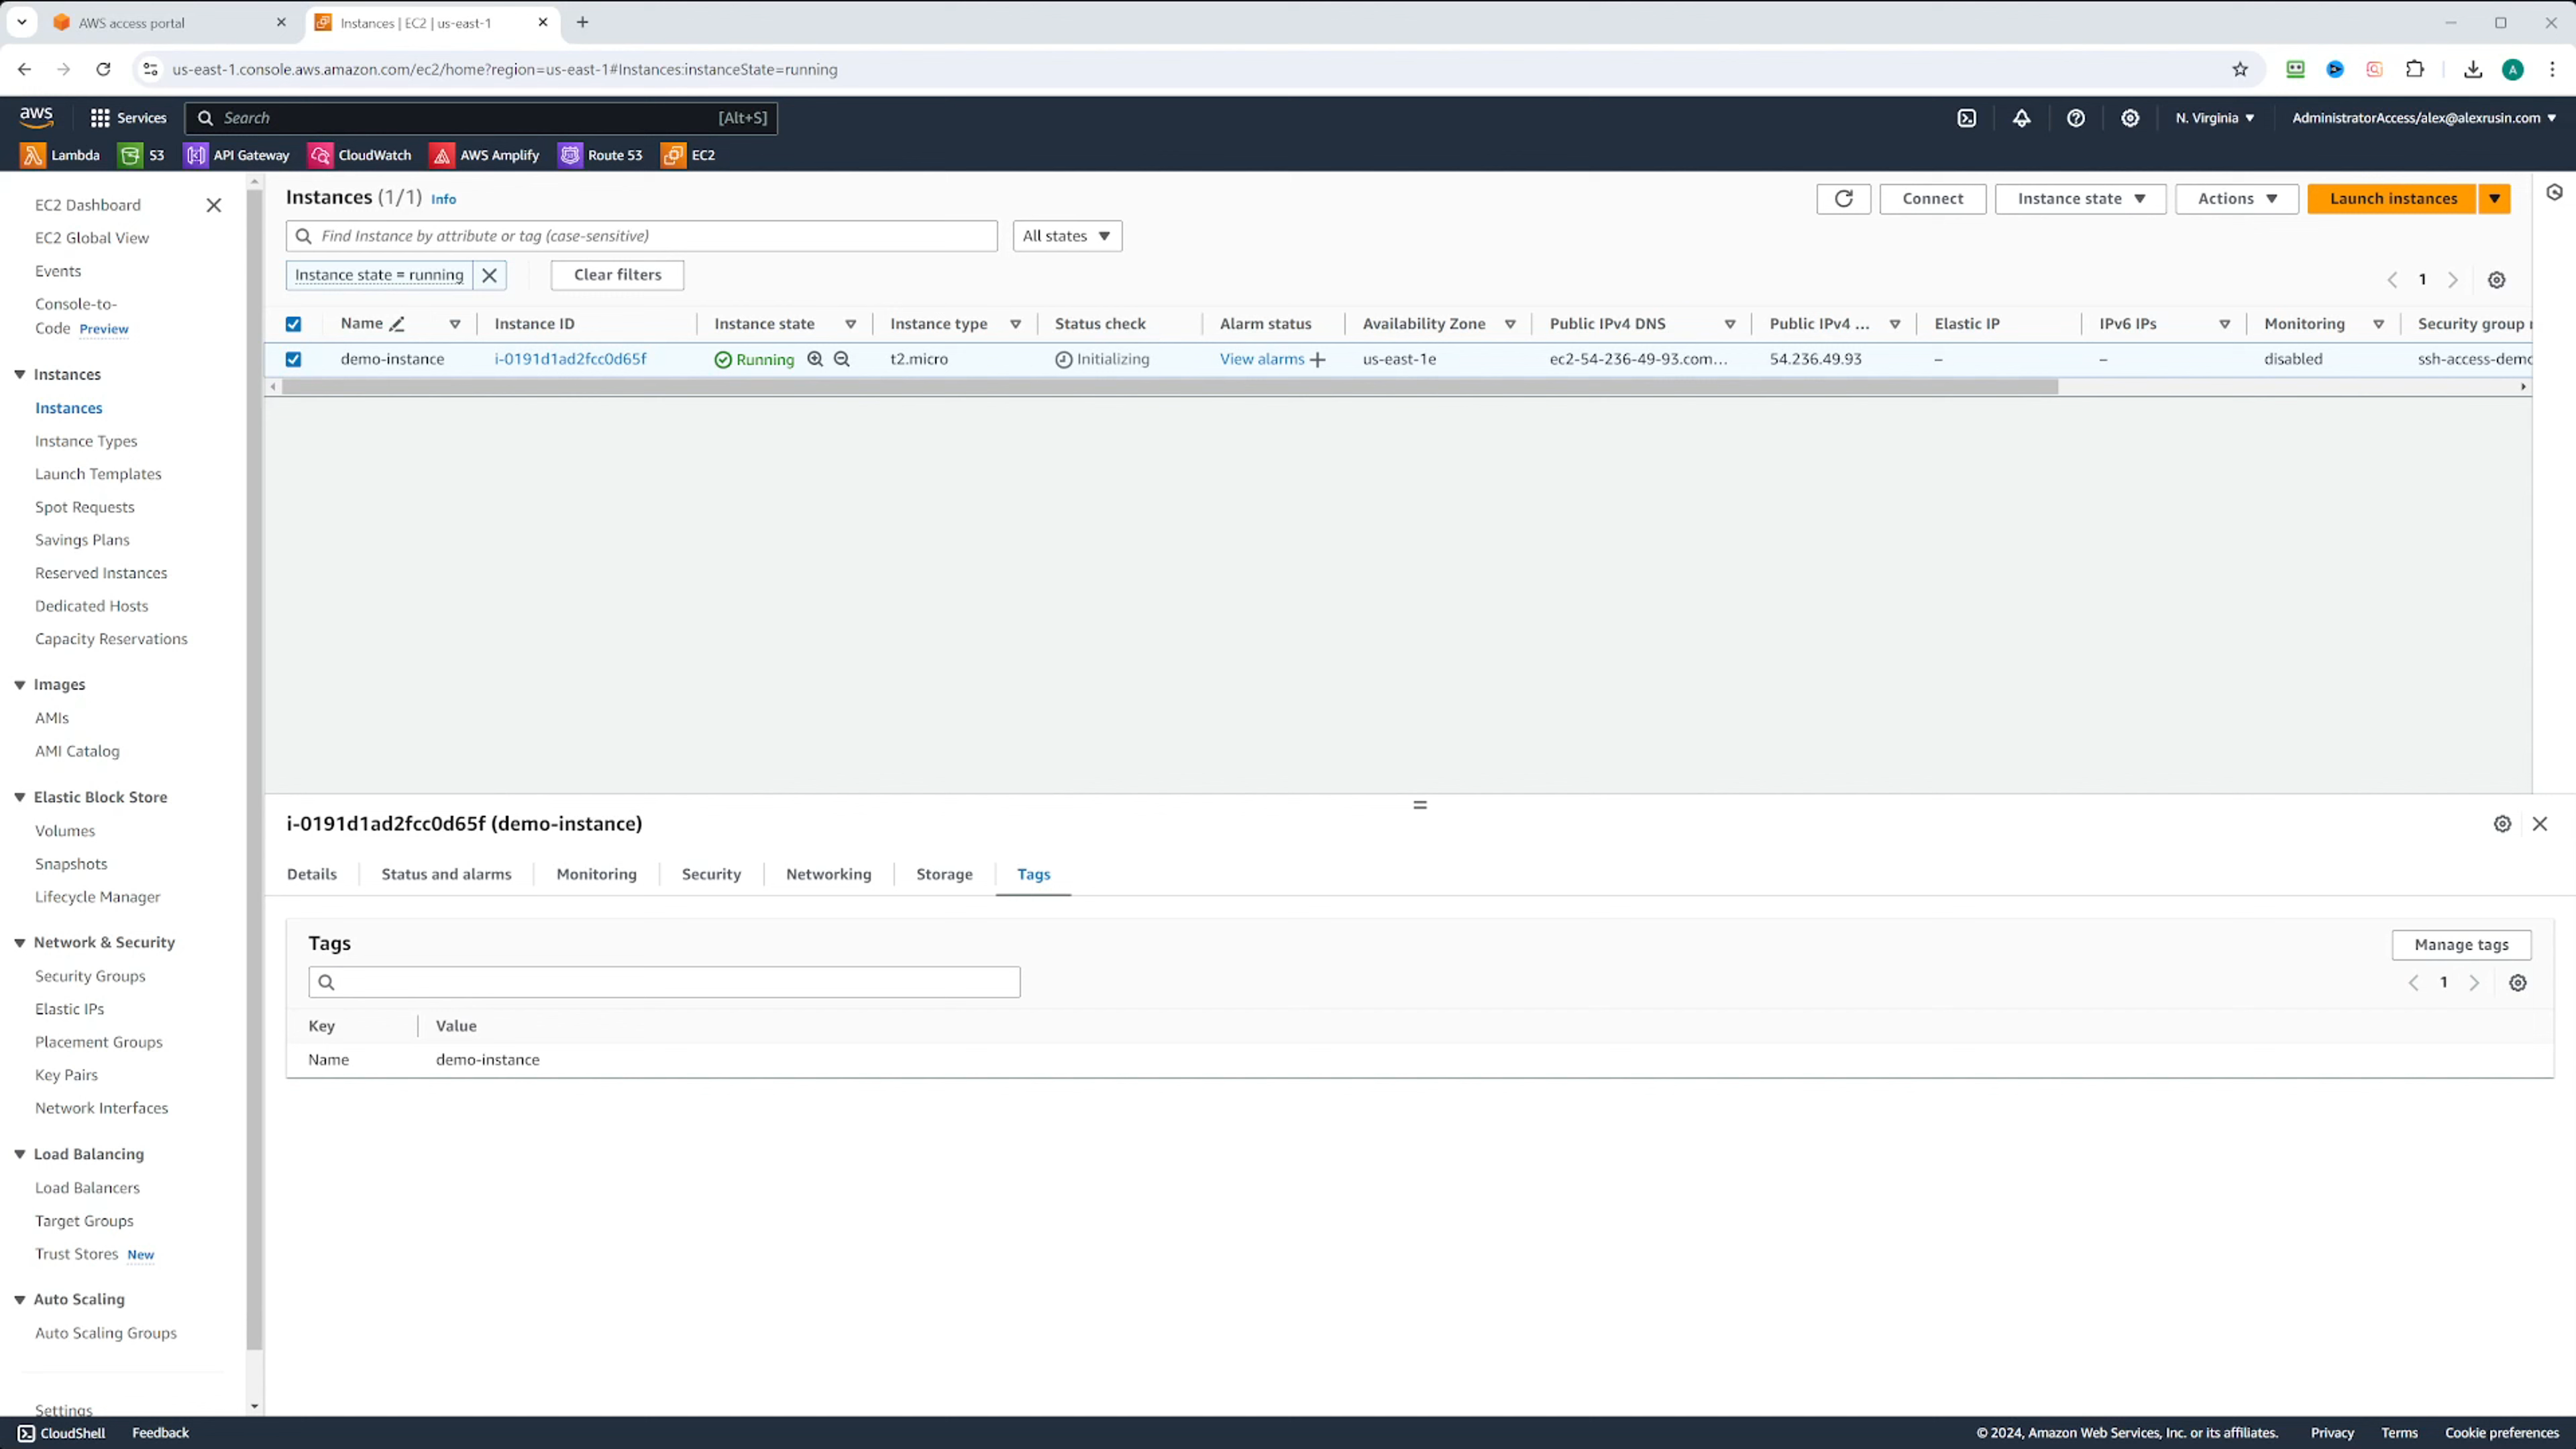 AWS access portal
Instances | EC2 | us-east-1
us-east-1.console.aws.amazon.com/ec2/home?region=us-east-1#Instances:instanceState=running
A
aws
Services
Search
[Alt+S]
N. Virginia
AdministratorAccess/alex@alexrusin.com
Lambda
S3
API Gateway
CloudWatch
AWS Amplify
Route 53
EC2
EC2 Dashboard
EC2 Global View
Events
Console-to-
Code Preview
Instances
Instances
Instance Types
Launch Templates
Spot Requests
Savings Plans
Reserved Instances
Dedicated Hosts
Capacity Reservations
Images
AMIs
AMI Catalog
Elastic Block Store
Volumes
Snapshots
Lifecycle Manager
Network & Security
Security Groups
Elastic IPs
Placement Groups
Key Pairs
Network Interfaces
Load Balancing
Load Balancers
Target Groups
Trust Stores New
Auto Scaling
Auto Scaling Groups
Settings
Instances (1/1) Info
Connect
Instance state
Actions
Launch instances
Find Instance by attribute or tag (case-sensitive)
All states
Instance state = running
Clear filters
1
Name
Instance ID
Instance state
Instance type
Status check
Alarm status
Availability Zone
Public IPv4 DNS
Public IPv4 ...
Elastic IP
IPv6 IPs
Monitoring
Security group
demo-instance
i-0191d1ad2fcc0d65f
Running
t2.micro
Initializing
View alarms +
us-east-1e
ec2-54-236-49-93.com...
54.236.49.93
–
–
disabled
ssh-access-demo
i-0191d1ad2fcc0d65f (demo-instance)
Details
Status and alarms
Monitoring
Security
Networking
Storage
Tags
Tags
Manage tags
1
Key
Value
Name
demo-instance
CloudShell
Feedback
© 2024, Amazon Web Services, Inc. or its affiliates.
Privacy
Terms
Cookie preferences